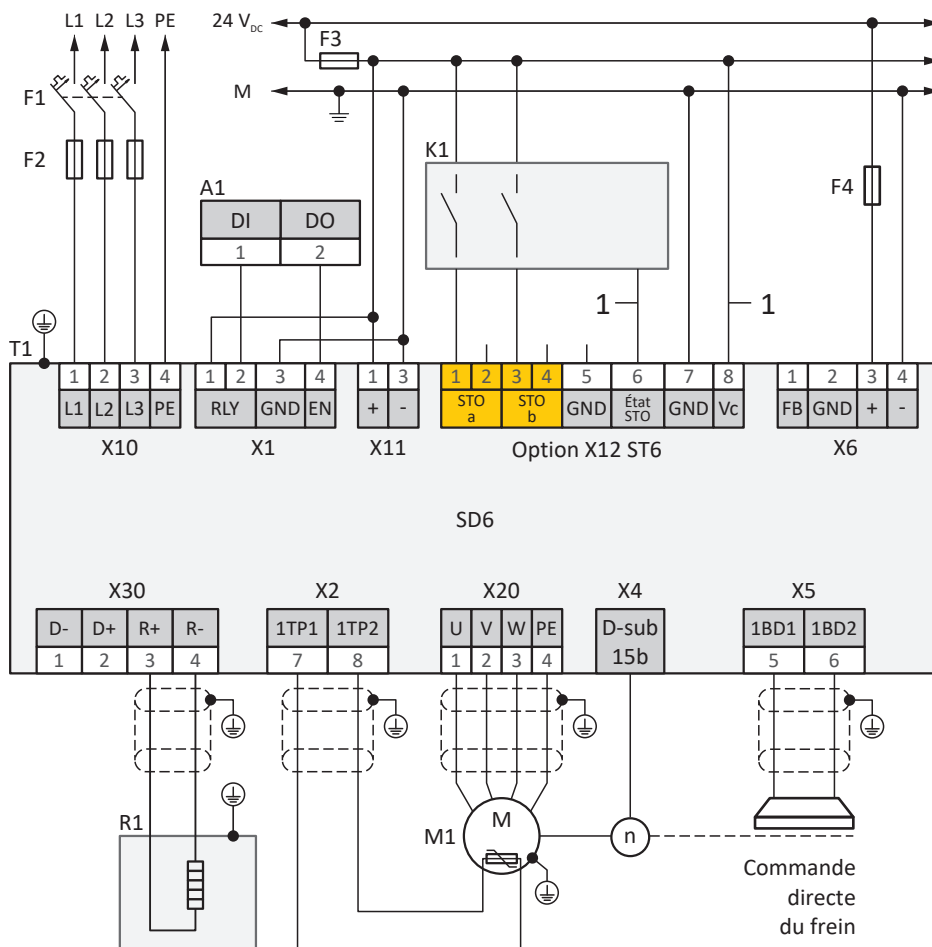 L1 L2 L3 PE
24 V DC
F3
F1
M
F2
K1
A1
F4
DI DO
1 2
1 1
T1
1 2 3 4
L1 L2 L3 PE
X10
1 2 3 4
RLY GND EN
X1
1 3
+ -
X11
1 2 3 4 5 6 7 8
STO a
STO b
GND
État STO
GND Vc
Option X12 ST6
1 2 3 4
FB GND + -
X6
SD6
X30
D- D+ R+ R-
1 2 3 4
X2
1TP1 1TP2
7 8
X20
U V W PE
1 2 3 4
X4
D-sub
15b
X5
1BD1 1BD2
5 6
R1
M1
M
n
Commande
directe
du frein